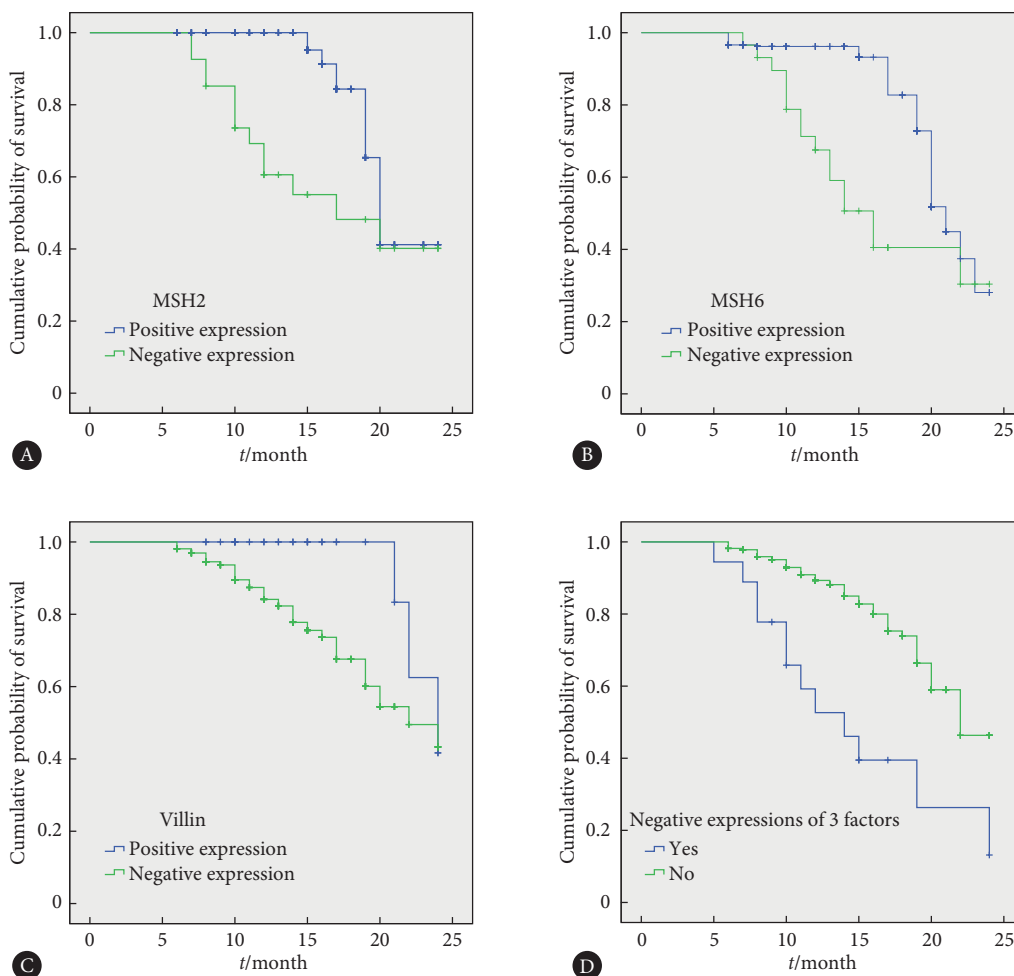 1.0
0.8
0.6
0.4
0.2
0
Cumulative probability of survival
MSH2
Positive expression
Negative expression
0 5 10 15 20 25
t/month
A
1.0
0.8
0.6
0.4
0.2
0
Cumulative probability of survival
MSH6
Positive expression
Negative expression
0 5 10 15 20 25
t/month
B
1.0
0.8
0.6
0.4
0.2
0
Cumulative probability of survival
Villin
Positive expression
Negative expression
0 5 10 15 20 25
t/month
C
1.0
0.8
0.6
0.4
0.2
0
Cumulative probability of survival
Negative expressions of 3 factors
Yes
No
0 5 10 15 20 25
t/month
D